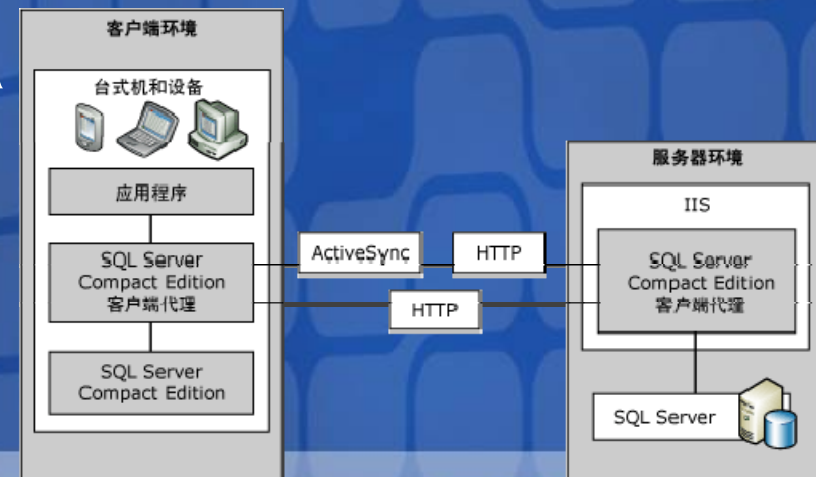 客户端环境
台式机和设备
应用程序
SQL Server
Compact Edition
客户端代理
SQL Server
Compact Edition
ActiveSync
HTTP
HTTP
服务器环境
IIS
SQL Server
Compact Edition
客户端代理
SQL Server